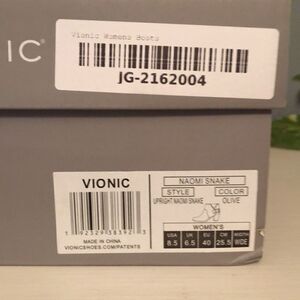 IC®
Vionic Womens Boots
JG-2162004
VIONIC
MADE IN CHINA
VIONICSHOES.COM/PATENTS
NAOMI SNAKE
STYLE COLOR
UPRIGHT NAOMI SNAKE OLIVE
WOMEN'S
USA UK EU CM WIDTH
8.5 6.5 40 25.5 WIDE